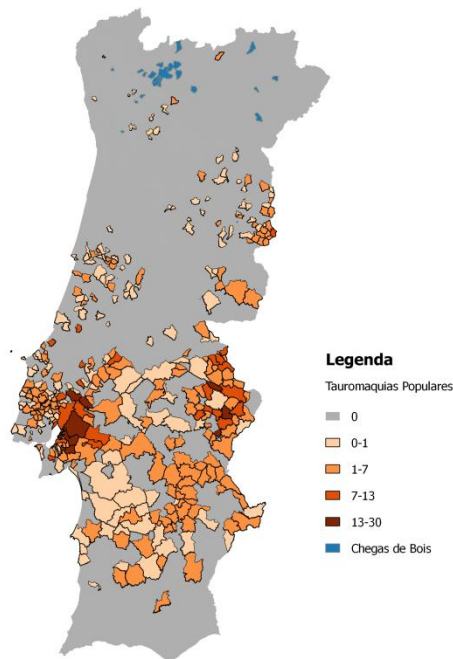 Legenda
Tauromaquias Populares
0
0-1
1-7
7-13
13-30
Chegas de Bois